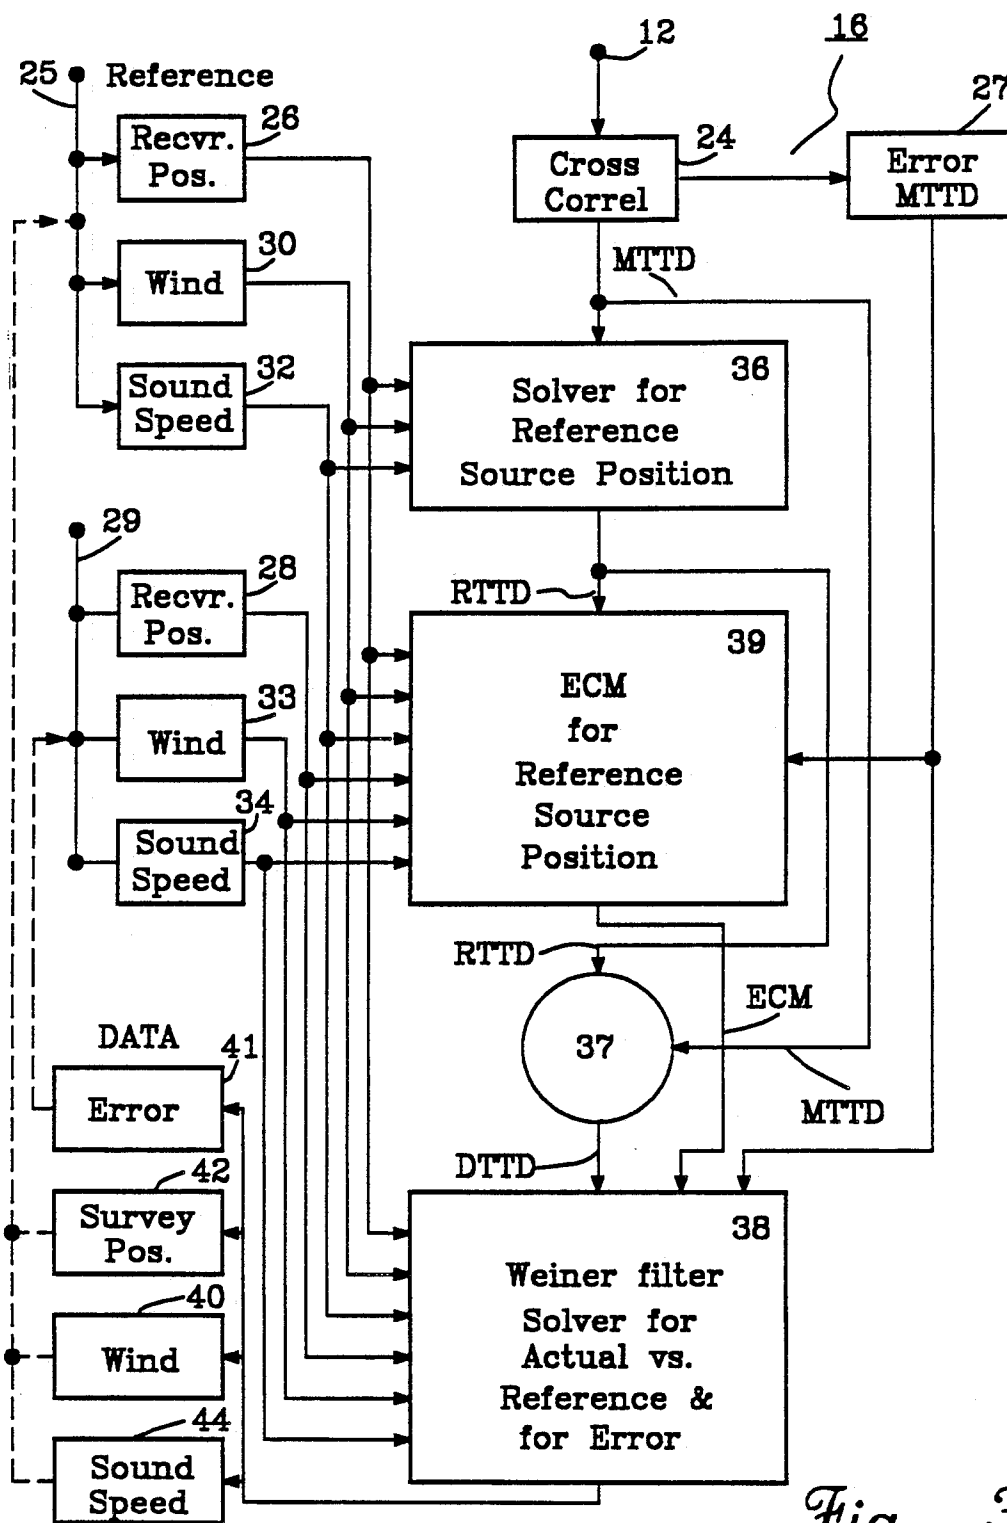 12
16
25
Reference
26
27
Recvr.
Pos.
24
Cross
Correl
Error
MTTD
30
Wind
MTTD
32
Sound
Speed
36
Solver for
Reference
Source Position
29
28
Recvr.
Pos.
RTTD
39
ECM
for
Reference
Source
Position
33
Wind
34
Sound
Speed
RTTD
ECM
37
MTTD
DATA
41
Error
DTTD
42
Survey
Pos.
38
Weiner filter
Solver for
Actual vs.
Reference &
for Error
40
Wind
44
Sound
Speed
Fig. 3